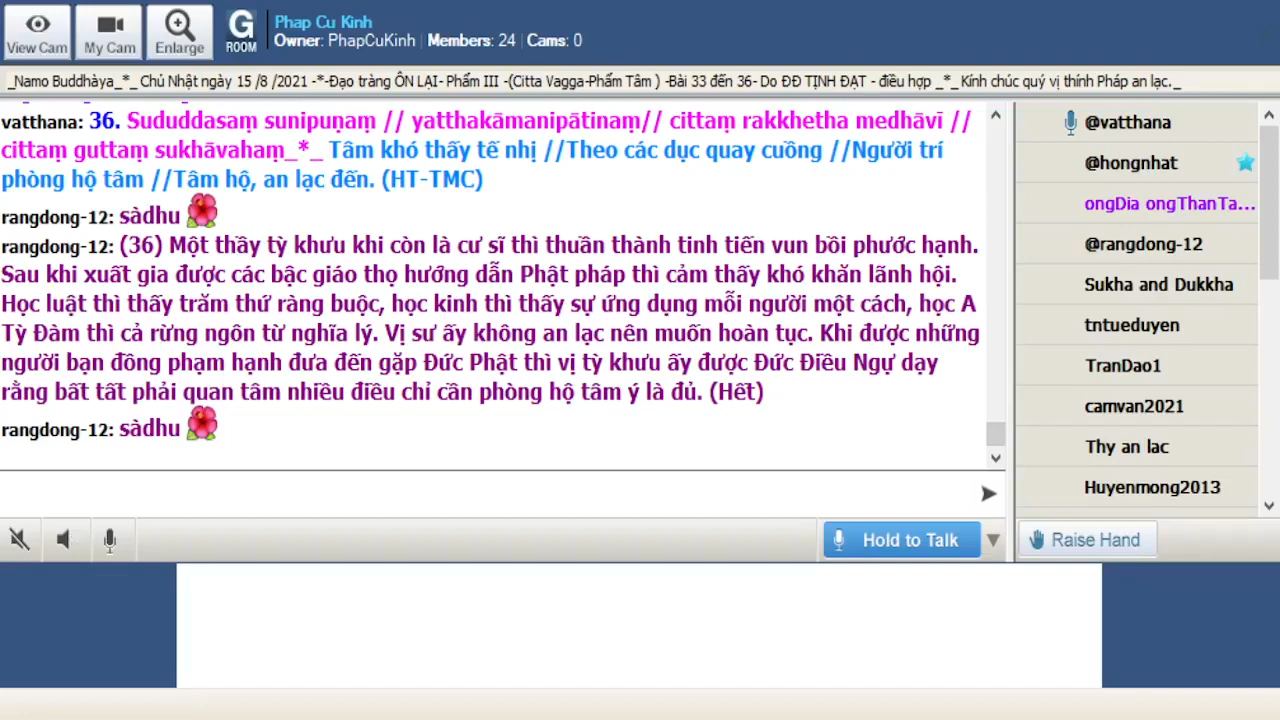 View Cam
My Cam
Enlarge
G
ROOM
Phap Cu Kinh
Owner: PhapCuKinh | Members: 24 | Cams: 0
_Namo Buddhàya_*_ Chủ Nhật ngày 15 /8 /2021 -*-Đạo tràng ÔN LẠI- Phẩm III -(Citta Vagga-Phẩm Tâm ) -Bài 33 đến 36- Do ĐĐ TỊNH ĐẠT - điều hợp _*_ Kính chúc quý vị thính Pháp an lạc._
vatthana: 36. Sududdasaṃ sunipuṇaṃ // yatthakāmanipātinaṃ// cittaṃ rakkhetha medhāvī //
cittaṃ guttaṃ sukhāvahaṃ_*_ Tâm khó thấy tế nhị //Theo các dục quay cuồng //Người trí
phòng hộ tâm //Tâm hộ, an lạc đến. (HT-TMC)
rangdong-12: sàdhu
rangdong-12: (36) Một thầy tỳ khưu khi còn là cư sĩ thì thuần thành tinh tiến vun bồi phước hạnh.
Sau khi xuất gia được các bậc giáo thọ hướng dẫn Phật pháp thì cảm thấy khó khăn lãnh hội.
Học luật thì thấy trăm thứ ràng buộc, học kinh thì thấy sự ứng dụng mỗi người một cách, học A
Tỳ Đàm thì cả rừng ngôn từ nghĩa lý. Vị sư ấy không an lạc nên muốn hoàn tục. Khi được những
người bạn đồng phạm hạnh đưa đến gặp Đức Phật thì vị tỳ khưu ấy được Đức Điều Ngự dạy
rằng bất tất phải quan tâm nhiều điều chỉ cần phòng hộ tâm ý là đủ. (Hết)
rangdong-12: sàdhu
@vatthana
@hongnhat
ongDia ongThanTa...
@rangdong-12
Sukha and Dukkha
tntueduyen
TranDao1
camvan2021
Thy an lac
Huyenmong2013
Hold to Talk
Raise Hand